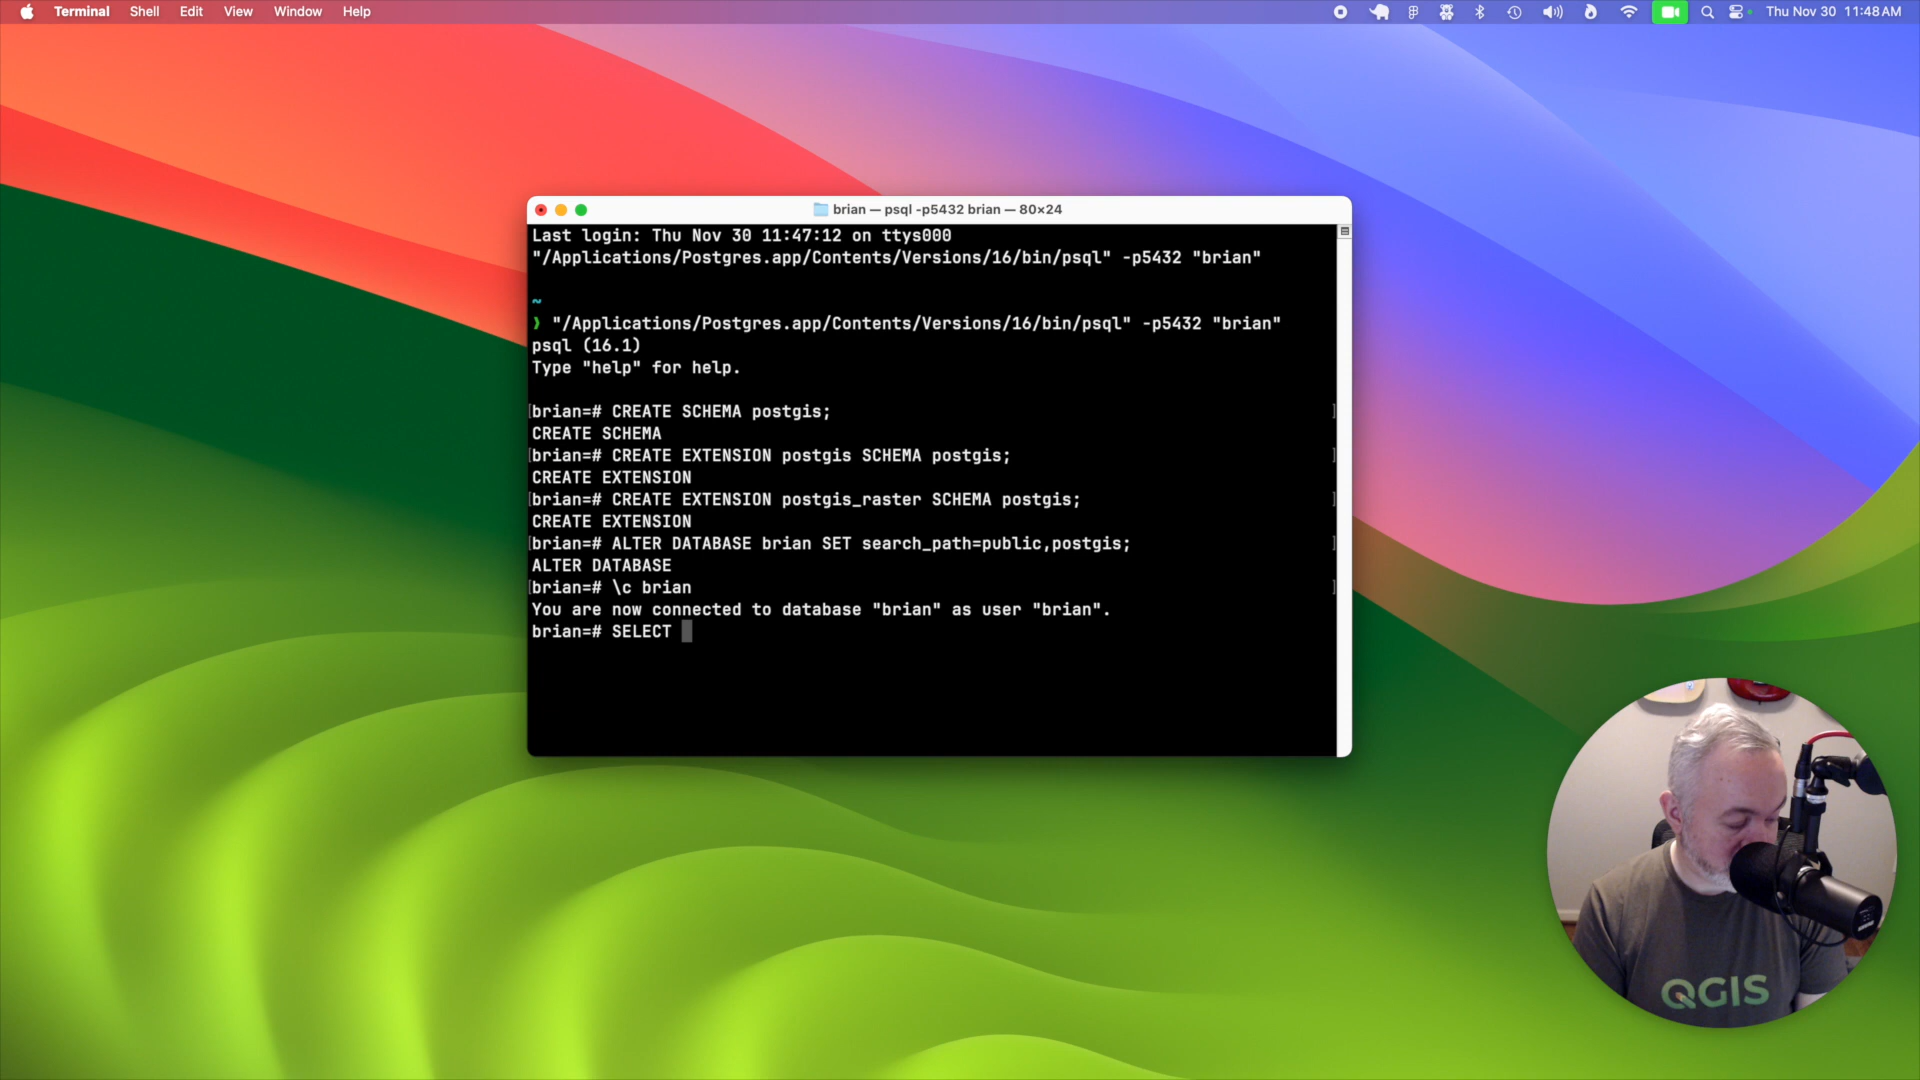 Terminal Shell Edit View Window Help
Thu Nov 30 11:48 AM
brian — psql -p5432 brian — 80×24
Last login: Thu Nov 30 11:47:12 on ttys000
"/Applications/Postgres.app/Contents/Versions/16/bin/psql" -p5432 "brian"
~
❯ "/Applications/Postgres.app/Contents/Versions/16/bin/psql" -p5432 "brian"
psql (16.1)
Type "help" for help.
[brian=# CREATE SCHEMA postgis; ]
CREATE SCHEMA
[brian=# CREATE EXTENSION postgis SCHEMA postgis; ]
CREATE EXTENSION
[brian=# CREATE EXTENSION postgis_raster SCHEMA postgis; ]
CREATE EXTENSION
[brian=# ALTER DATABASE brian SET search_path=public,postgis; ]
ALTER DATABASE
[brian=# \c brian ]
You are now connected to database "brian" as user "brian".
brian=# SELECT
QGIS